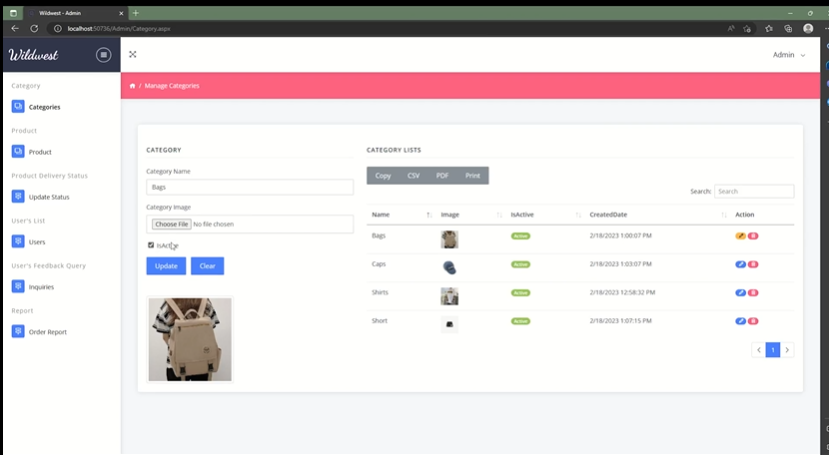 Wildwest - Admin
localhost:50736/Admin/Category.aspx
Wildwest
Admin
/ Manage Categories
Category
Categories
Product
Product
Product Delivery Status
Update Status
User's List
Users
User's Feedback Query
Inquiries
Report
Order Report
CATEGORY
Category Name
Bags
Category Image
Choose File No file chosen
IsActive
Update Clear
CATEGORY LISTS
Copy CSV PDF Print
Search: Search
Name Image IsActive CreatedDate Action
Bags Active 2/18/2023 1:00:07 PM
Caps Active 2/18/2023 1:03:07 PM
Shirts Active 2/18/2023 12:58:32 PM
Short Active 2/18/2023 1:07:15 PM
1